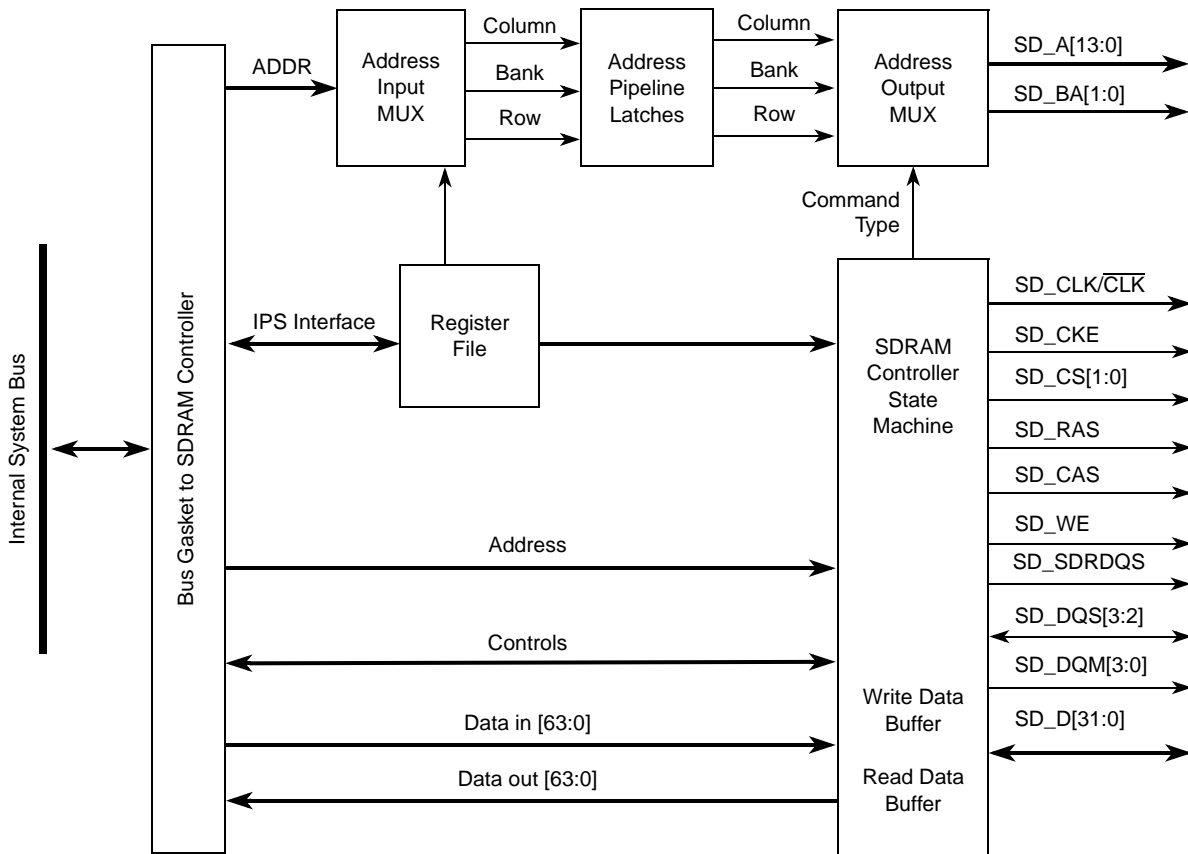 ADDR
Address
Input
MUX
Column
Bank
Row
Address
Pipeline
Latches
Column
Bank
Row
Address
Output
MUX
SD_A[13:0]
SD_BA[1:0]
Command
Type
Internal System Bus
Bus Gasket to SDRAM Controller
IPS Interface
Register
File
SDRAM
Controller
State
Machine
SD_CLK/C̅L̅K̅
SD_CKE
SD_CS[1:0]
SD_RAS
SD_CAS
SD_WE
SD_SDRDQS
SD_DQS[3:2]
SD_DQM[3:0]
SD_D[31:0]
Address
Controls
Data in [63:0]
Data out [63:0]
Write Data
Buffer
Read Data
Buffer